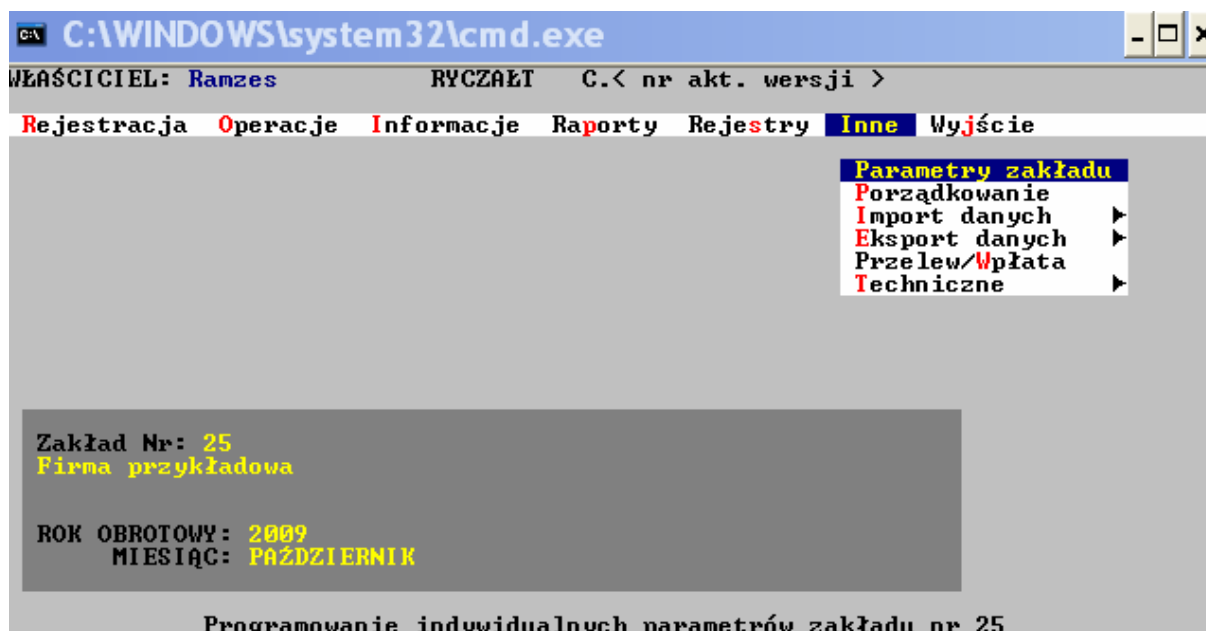 C:\WINDOWS\system32\cmd.exe
WŁAŚCICIEL: Ramzes RYCZAŁT C.< nr akt. wersji >
Rejestracja Operacje Informacje Raporty Rejestry Inne Wyjście
Parametry zakładu
Porządkowanie
Import danych
Eksport danych
Przelew/Wpłata
Techniczne
Zakład Nr: 25
Firma przykładowa
ROK OBROTOWY: 2009
MIESIĄC: PAŹDZIERNIK
Programowanie indywidualnych parametrów zakładu nr 25